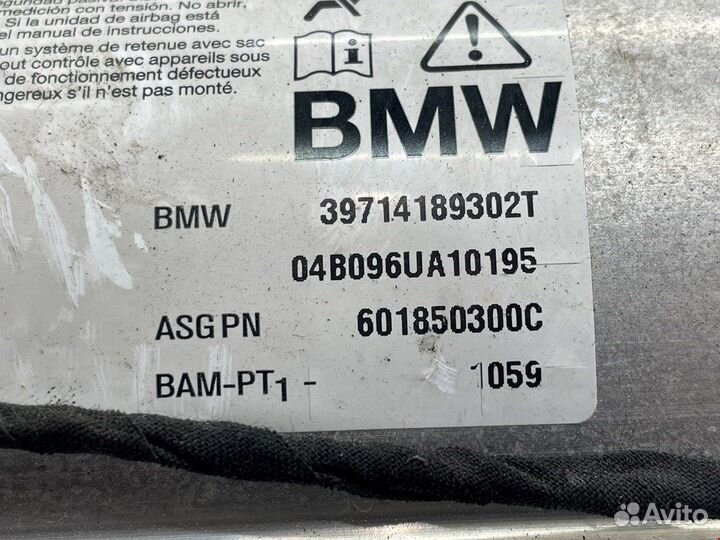 medición con tensión. No abrir,
Si la unidad de airbag está
el manual de instrucciones.
un système de retenue avec sac
out contrôle avec appareils sous
de fonctionnement défectueux
ngereux s'il n'est pas monté.
BMW
BMW 39714189302T
04B096UA10195
ASG PN 601850300C
BAM-PT1 - 1059
Avito